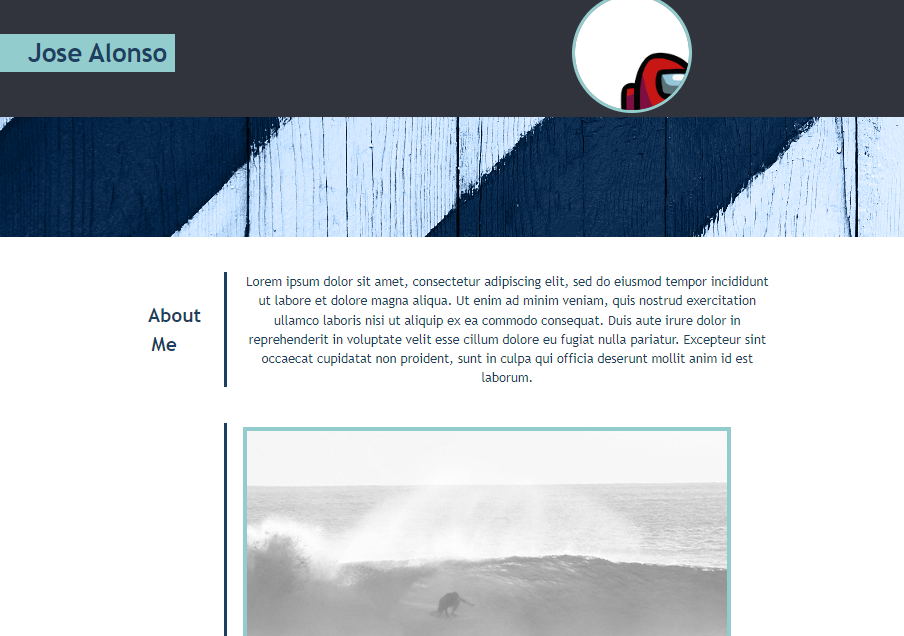 Jose Alonso
About
Me
Lorem ipsum dolor sit amet, consectetur adipiscing elit, sed do eiusmod tempor incididunt
ut labore et dolore magna aliqua. Ut enim ad minim veniam, quis nostrud exercitation
ullamco laboris nisi ut aliquip ex ea commodo consequat. Duis aute irure dolor in
reprehenderit in voluptate velit esse cillum dolore eu fugiat nulla pariatur. Excepteur sint
occaecat cupidatat non proident, sunt in culpa qui officia deserunt mollit anim id est
laborum.